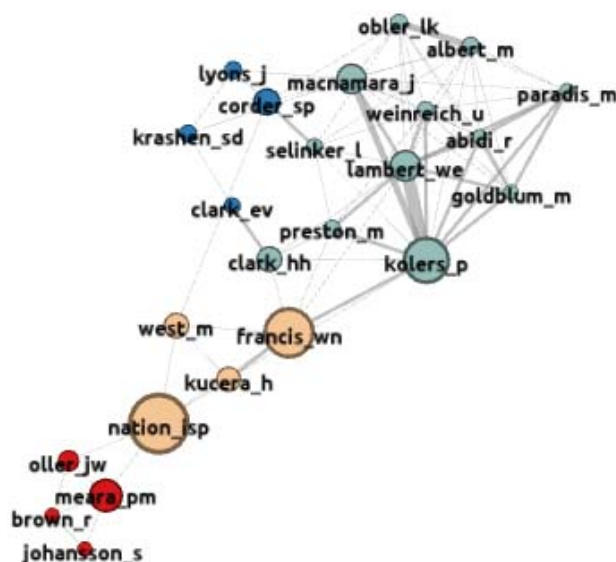 obler_lk
albert_m
lyons_j
macnamara_j
paradis_m
corder_sp
weinreich_u
krashen_sd
selinker_l
abidi_r
lambert_we
goldblum_m
clark_ev
preston_m
clark_hh
kolers_p
west_m
francis_wn
kucera_h
nation_isp
oller_jw
meara_pm
brown_r
johansson_s